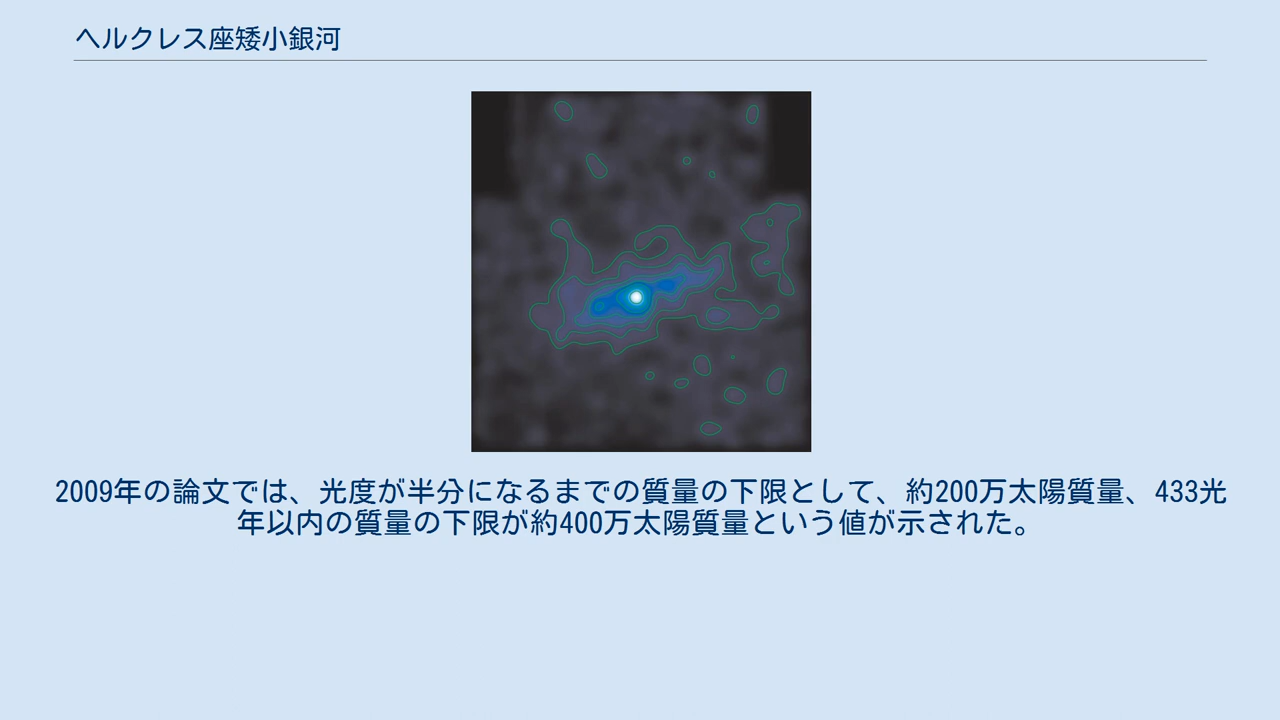 ヘルクレス座矮小銀河
2009年の論文では、光度が半分になるまでの質量の下限として、約200万太陽質量、433光
年以内の質量の下限が約400万太陽質量という値が示された。